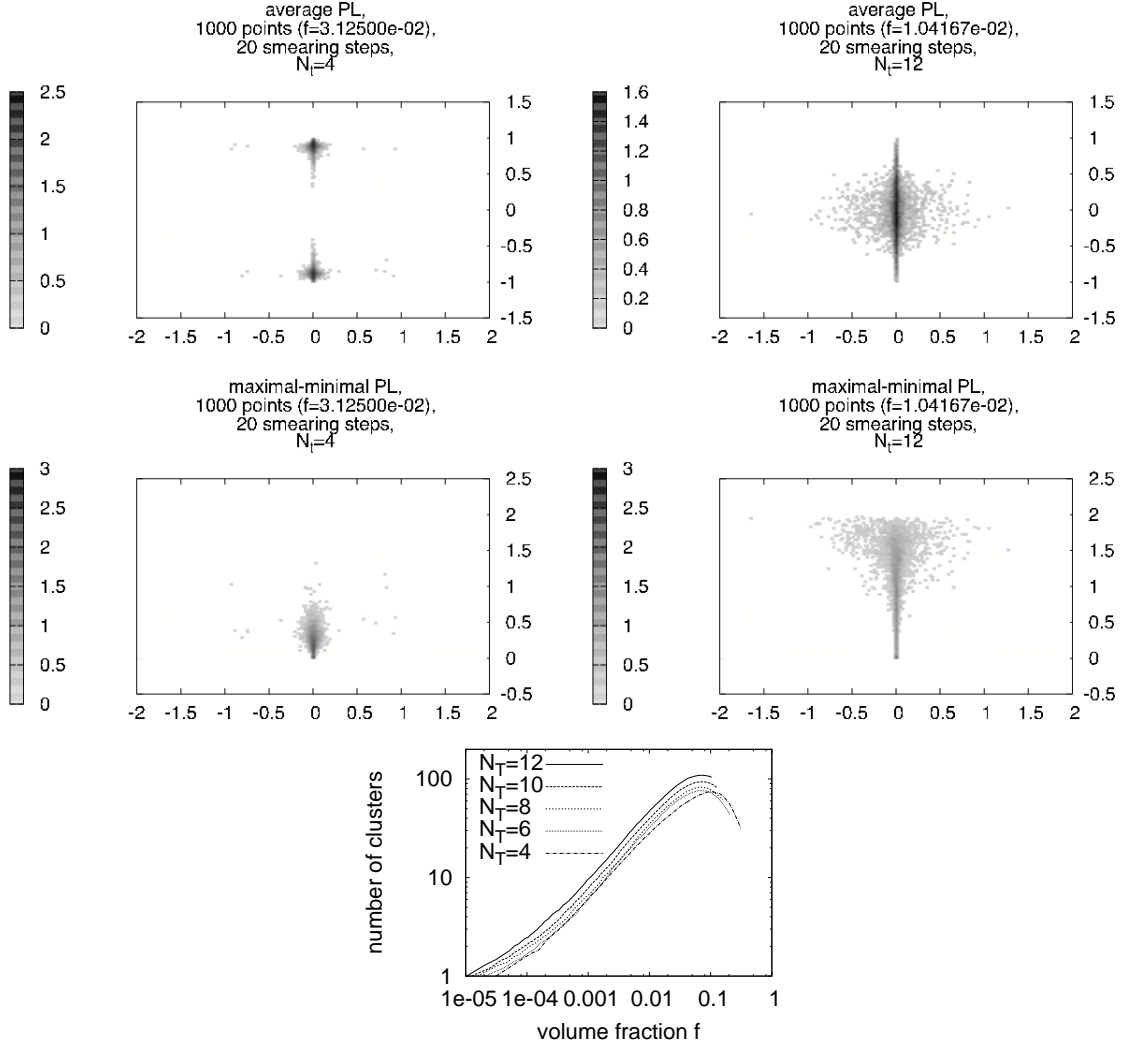 average PL,
1000 points (f=3.12500e-02),
20 smearing steps,
N_t=4
2.5
2
1.5
1
0.5
0
1.5
1
0.5
0
-0.5
-1
-1.5
-2 -1.5 -1 -0.5 0 0.5 1 1.5 2
average PL,
1000 points (f=1.04167e-02),
20 smearing steps,
N_t=12
1.6
1.4
1.2
1
0.8
0.6
0.4
0.2
0
1.5
1
0.5
0
-0.5
-1
-1.5
-2 -1.5 -1 -0.5 0 0.5 1 1.5 2
maximal-minimal PL,
1000 points (f=3.12500e-02),
20 smearing steps,
N_t=4
3
2.5
2
1.5
1
0.5
0
2.5
2
1.5
1
0.5
0
-0.5
-2 -1.5 -1 -0.5 0 0.5 1 1.5 2
maximal-minimal PL,
1000 points (f=1.04167e-02),
20 smearing steps,
N_t=12
3
2.5
2
1.5
1
0.5
0
2.5
2
1.5
1
0.5
0
-0.5
-2 -1.5 -1 -0.5 0 0.5 1 1.5 2
number of clusters
100
10
1
N_T=12
N_T=10
N_T=8
N_T=6
N_T=4
1e-05 1e-04 0.001 0.01 0.1 1
volume fraction f